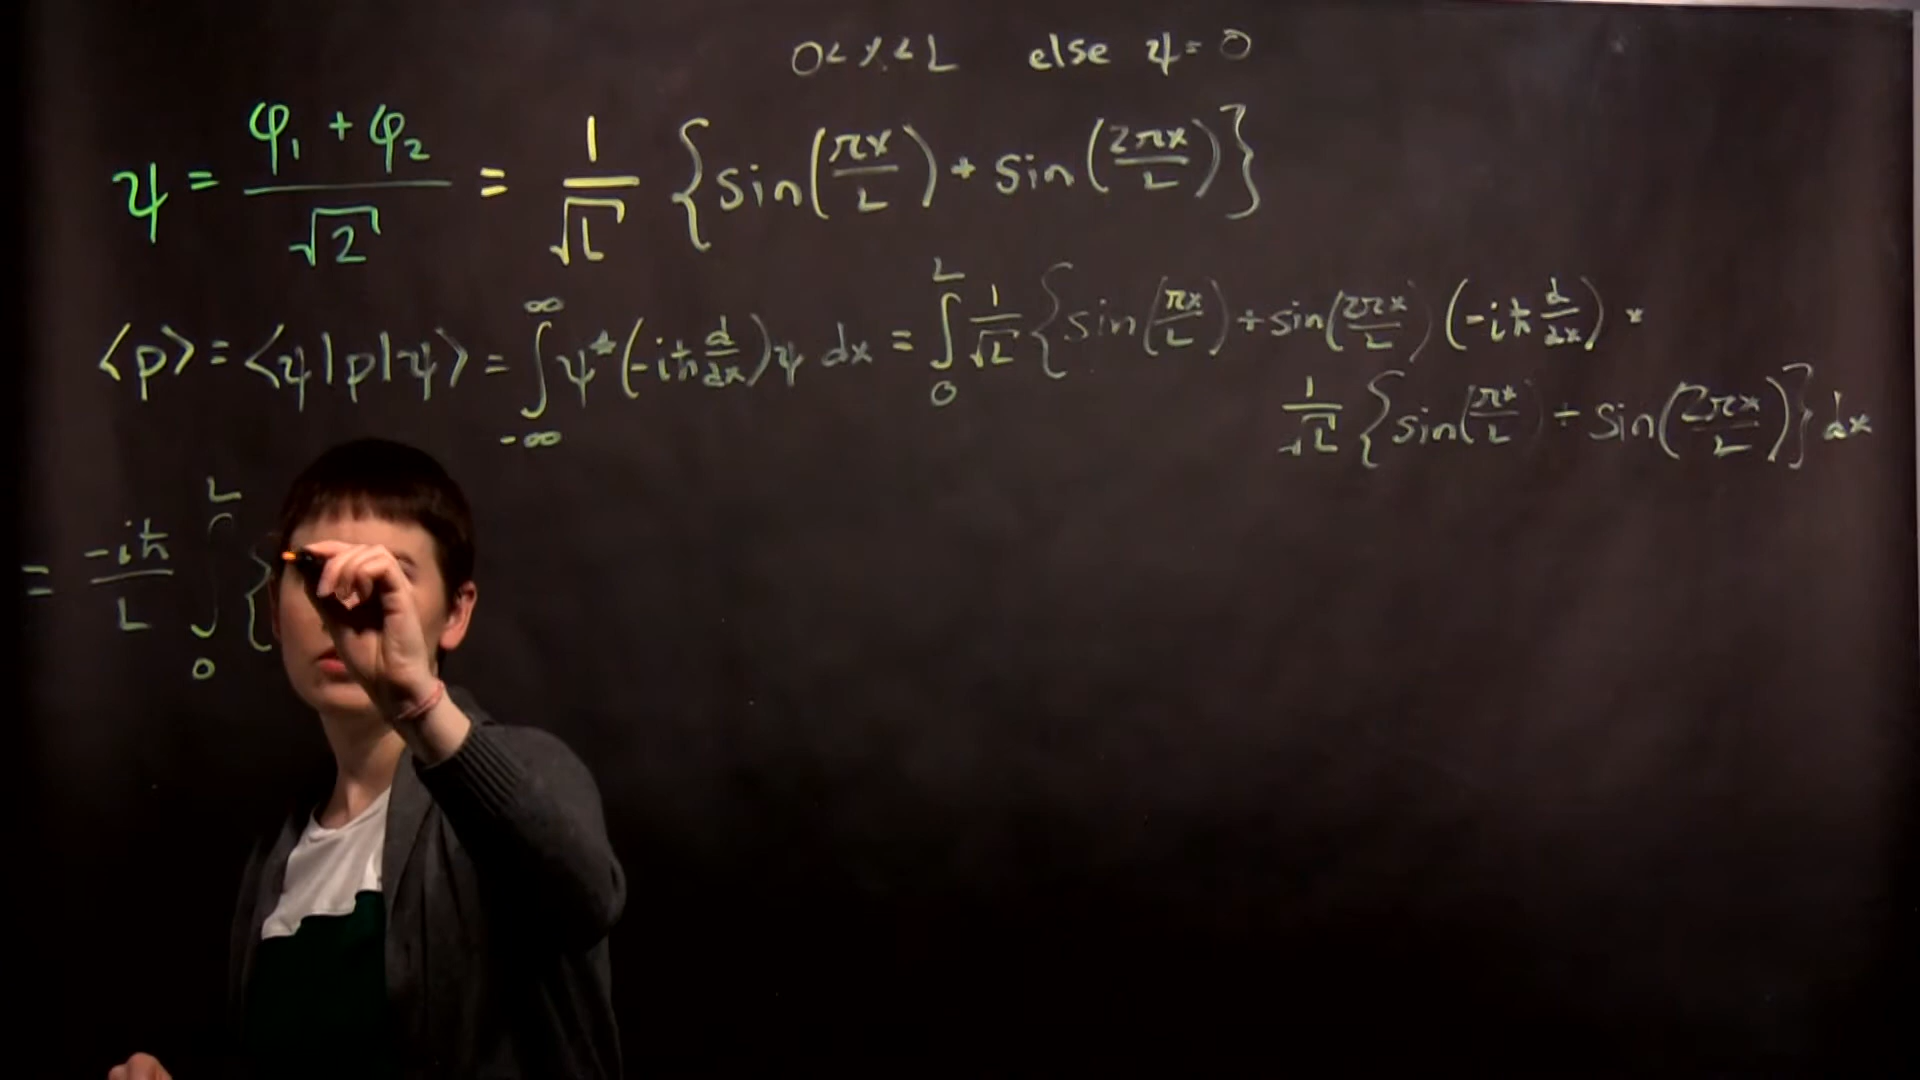 0 < x < L else ψ = 0
ψ = (φ₁ + φ₂)/√2 = 1/√L {sin(πx/L) + sin(2πx/L)}
<p> = <ψ|p|ψ> = ∫_{-∞}^{∞} ψ*(-iħ d/dx)ψ dx = ∫_0^L 1/√L {sin(πx/L) + sin(2πx/L) (-iħ d/dx) *
1/√L {sin(πx/L) + sin(2πx/L)} dx
= -iħ/L ∫_0^L {